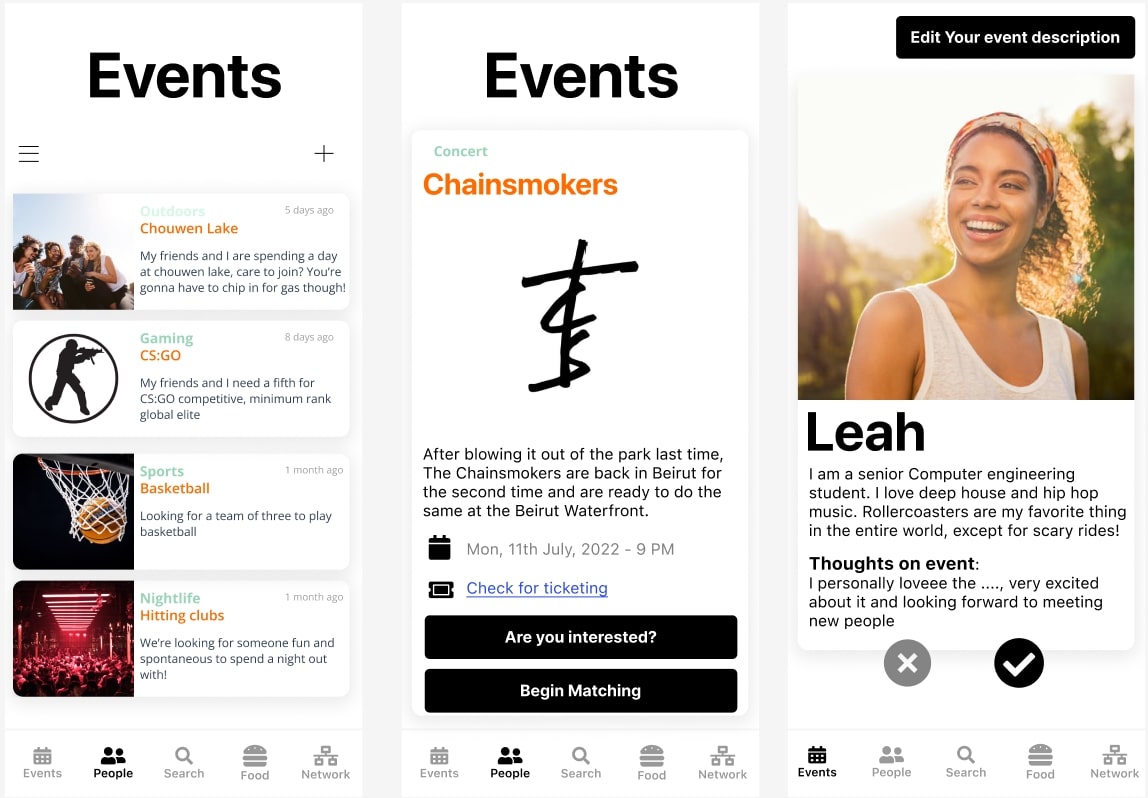 Events
Outdoors
5 days ago
Chouwen Lake
My friends and I are spending a day
at chouwen lake, care to join? You’re
gonna have to chip in for gas though!
Gaming
8 days ago
CS:GO
My friends and I need a fifth for
CS:GO competitive, minimum rank
global elite
Sports
1 month ago
Basketball
Looking for a team of three to play
basketball
Nightlife
1 month ago
Hitting clubs
We’re looking for someone fun and
spontaneous to spend a night out
with!
Events
People
Search
Food
Network
Events
Concert
Chainsmokers
After blowing it out of the park last time,
The Chainsmokers are back in Beirut for
the second time and are ready to do the
same at the Beirut Waterfront.
Mon, 11th July, 2022 - 9 PM
Check for ticketing
Are you interested?
Begin Matching
Events
People
Search
Food
Network
Edit Your event description
Leah
I am a senior Computer engineering
student. I love deep house and hip hop
music. Rollercoasters are my favorite thing
in the entire world, except for scary rides!
Thoughts on event:
I personally loveee the ...., very excited
about it and looking forward to meeting
new people
Events
People
Search
Food
Network